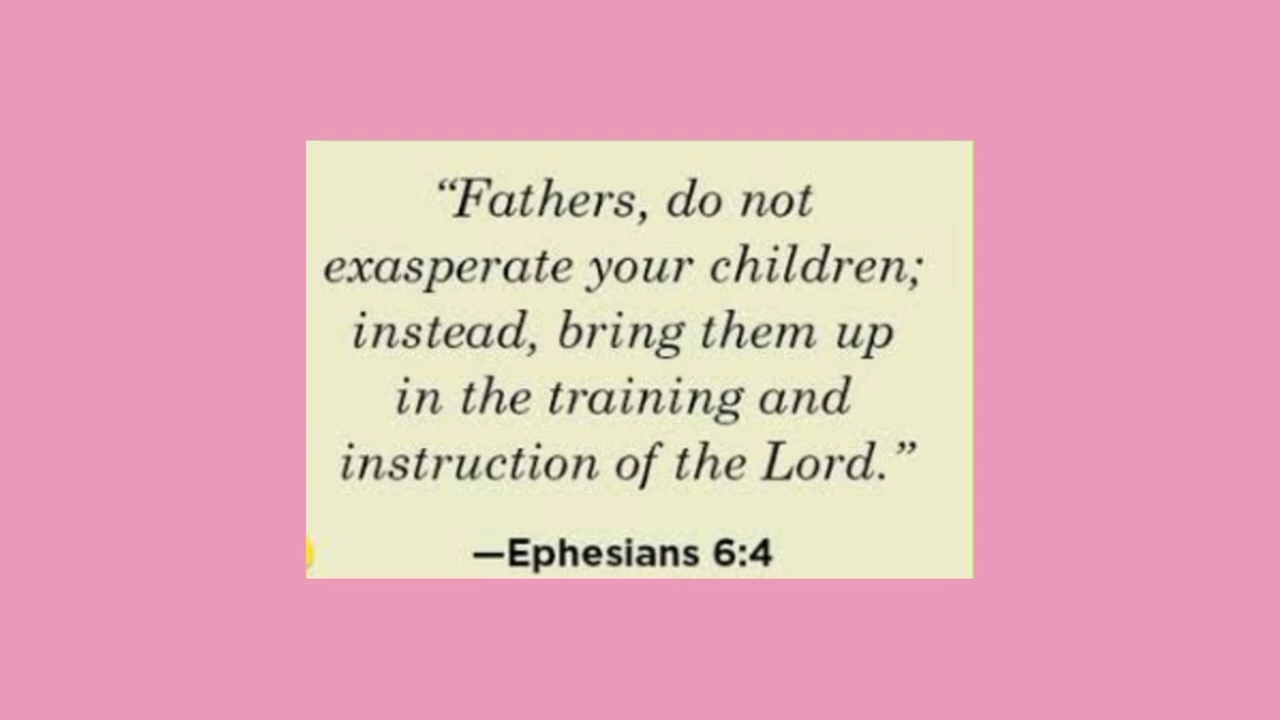 “Fathers, do not
exasperate your children;
instead, bring them up
in the training and
instruction of the Lord.”
—Ephesians 6:4